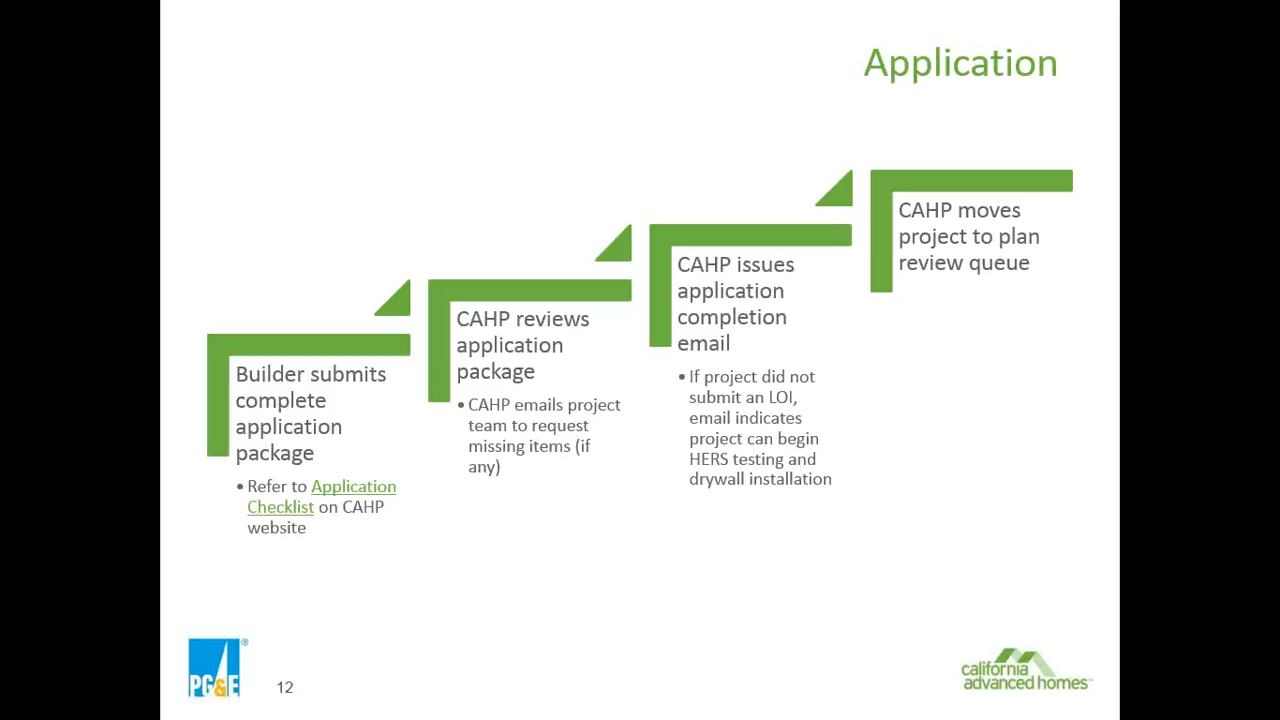 Application
Builder submits
complete
application
package
• Refer to Application
Checklist on CAHP
website
CAHP reviews
application
package
• CAHP emails project
team to request
missing items (if
any)
CAHP issues
application
completion
email
• If project did not
submit an LOI,
email indicates
project can begin
HERS testing and
drywall installation
CAHP moves
project to plan
review queue
PG&E®
12
california
advanced homes™